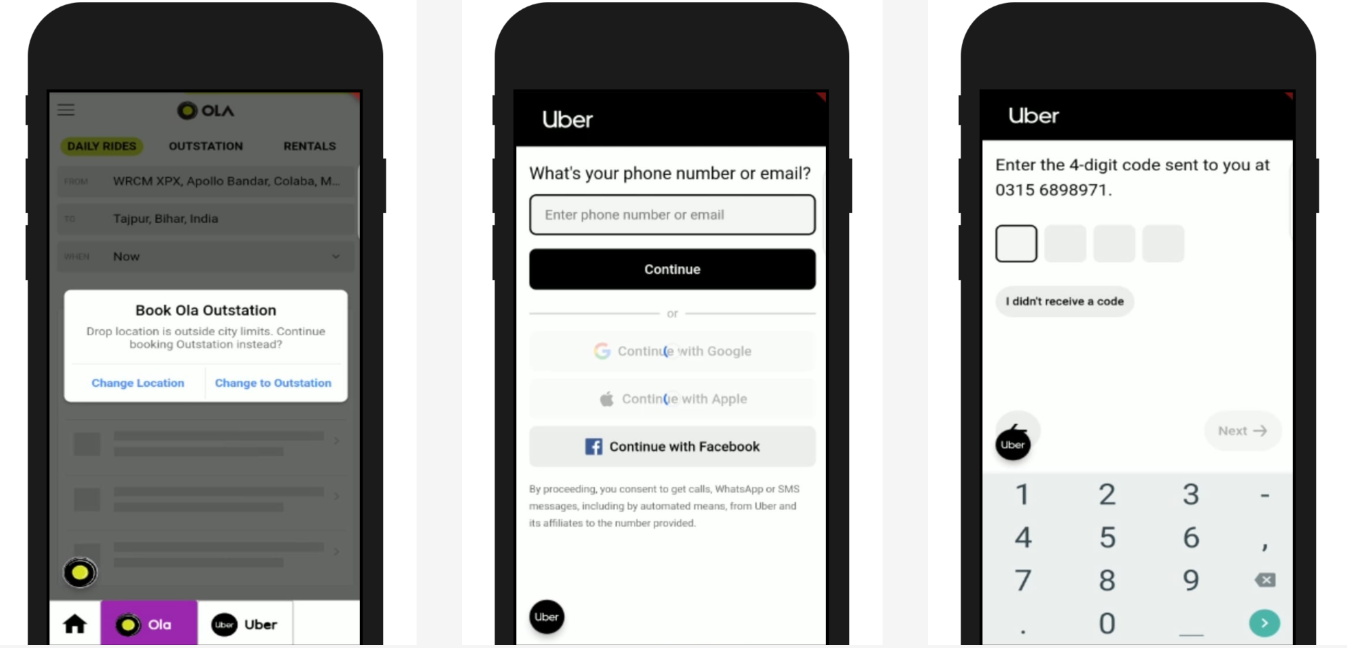 OLA
DAILY RIDES OUTSTATION RENTALS
FROM WRCM XPX, Apollo Bandar, Colaba, M...
TO Tajpur, Bihar, India
WHEN Now
Book Ola Outstation
Drop location is outside city limits. Continue
booking Outstation instead?
Change Location Change to Outstation
Ola Uber Uber
Uber
What's your phone number or email?
Enter phone number or email
Continue
or
Continue with Google
Continue with Apple
Continue with Facebook
By proceeding, you consent to get calls, WhatsApp or SMS
messages, including by automated means, from Uber and
its affiliates to the number provided.
Uber
Uber
Enter the 4-digit code sent to you at
0315 6898971.
I didn't receive a code
Next
Uber
1 2 3 -
4 5 6 ,
7 8 9
. 0 _